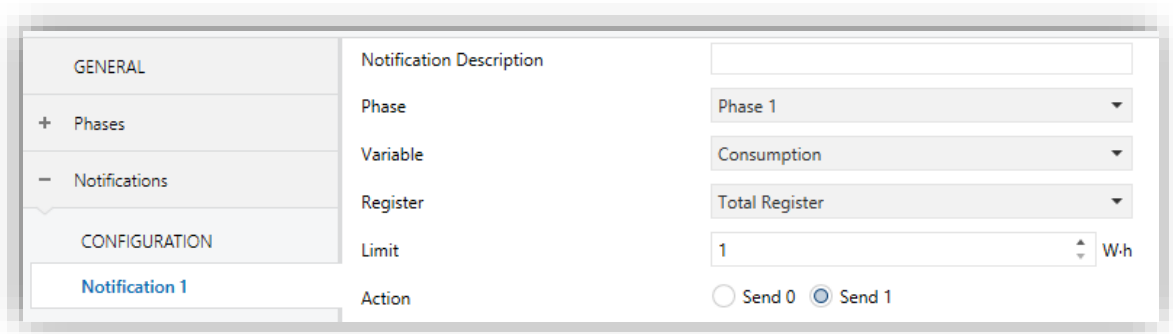 GENERAL
+ Phases
− Notifications
CONFIGURATION
Notification 1
Notification Description
Phase Phase 1
Variable Consumption
Register Total Register
Limit 1 W·h
Action Send 0 Send 1